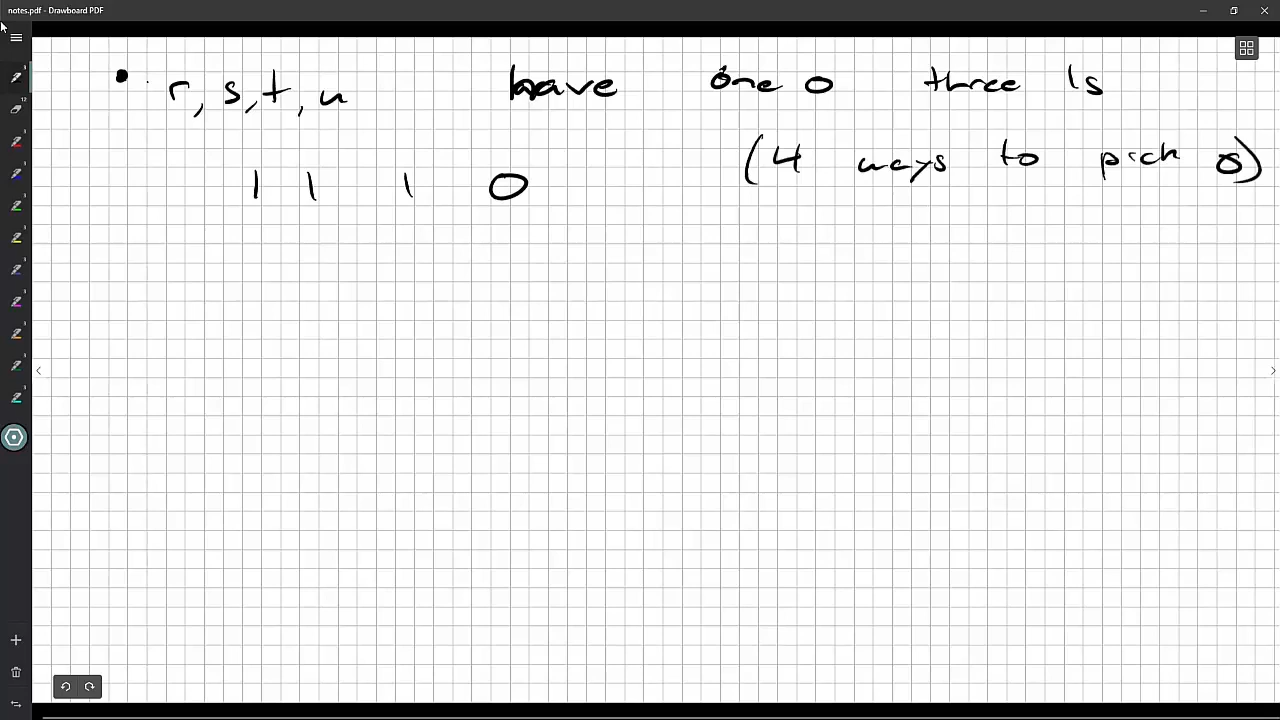 notes.pdf - Drawboard PDF
• r, s, t, u have one 0 three 1s
(4 ways to pick 0)
1 1 1 0